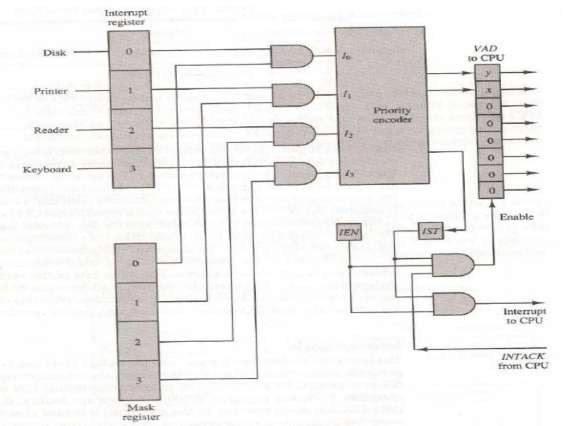 Interrupt
register
Disk
0
Printer
1
Reader
2
Keyboard
3
I0
I1
I2
I3
Priority
encoder
VAD
to CPU
y
x
0
0
0
0
0
0
Enable
IEN
IST
Interrupt
to CPU
INTACK
from CPU
0
1
2
3
Mask
register